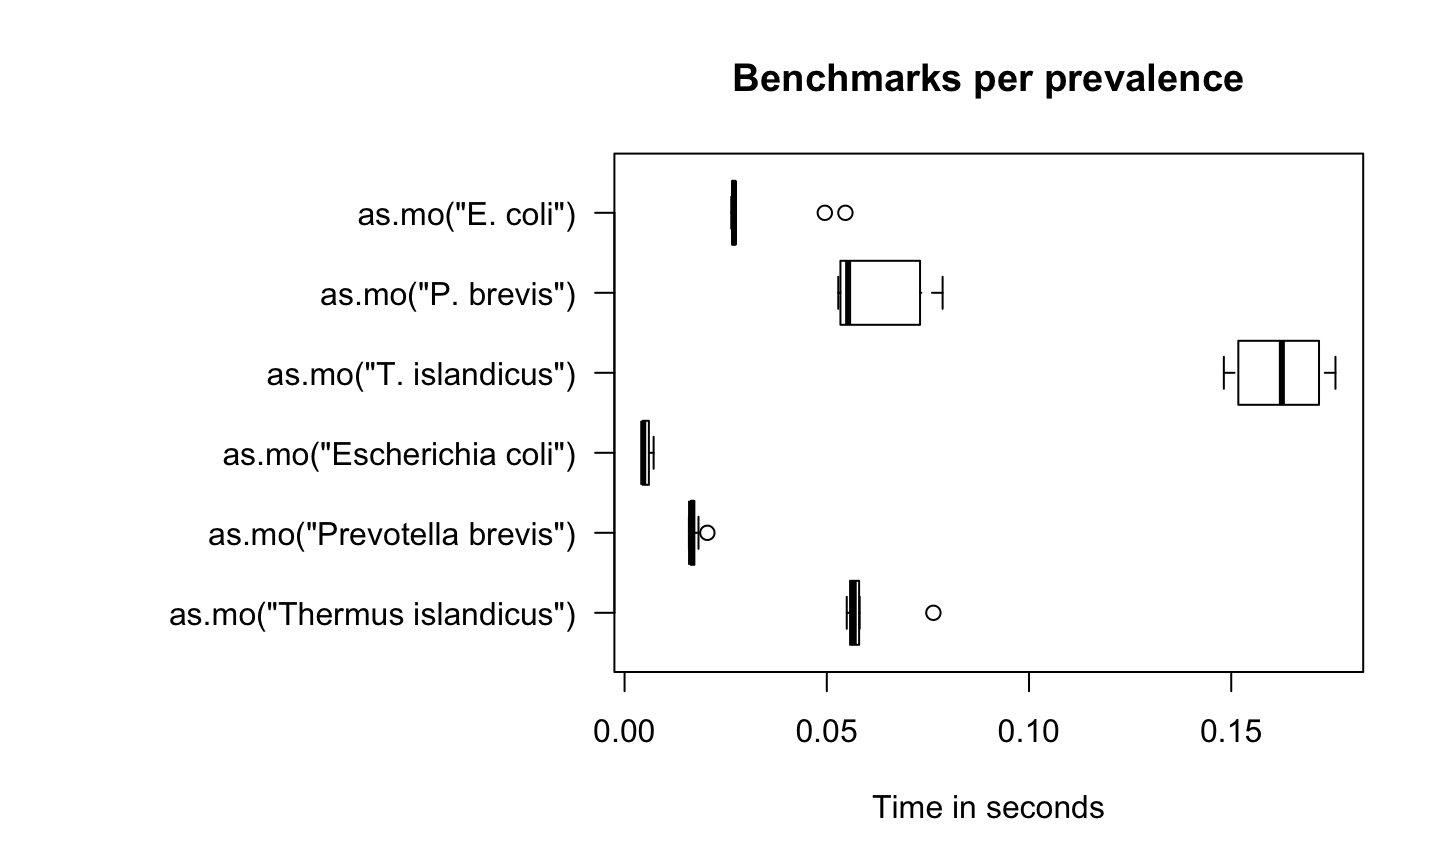 Benchmarks per prevalence
as.mo("E. coli")
as.mo("P. brevis")
as.mo("T. islandicus")
as.mo("Escherichia coli")
as.mo("Prevotella brevis")
as.mo("Thermus islandicus")
0.00 0.05 0.10 0.15
Time in seconds